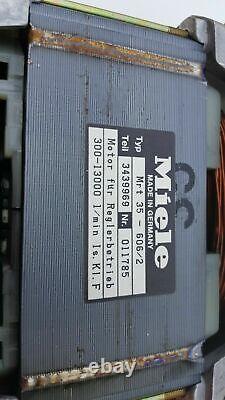 Miele
MADE IN GERMANY
Typ Mrt 35 - 606/2
Teil 3439969 Nr. 011785
Motor für Reglerbetrieb
300-13000 1/min Is.Kl.F
ebay